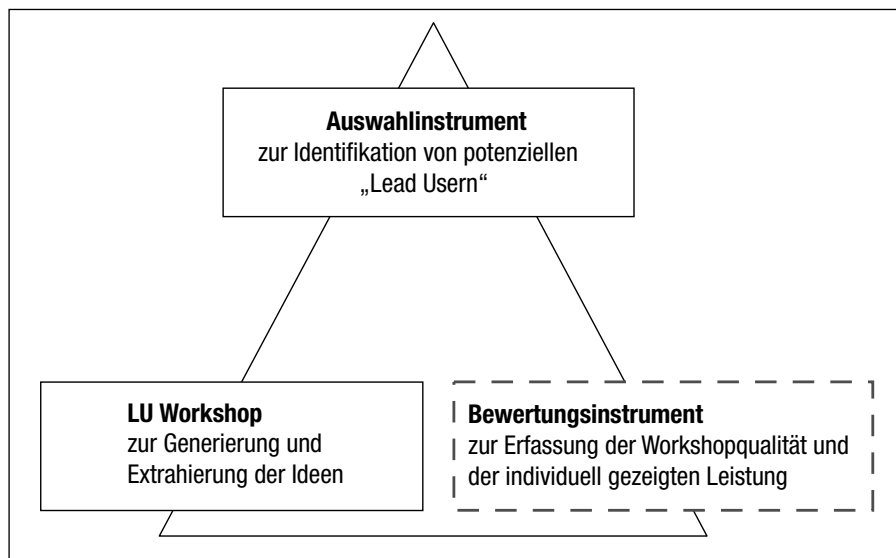 Auswahlinstrument
zur Identifikation von potenziellen
„Lead Usern“
LU Workshop
zur Generierung und
Extrahierung der Ideen
Bewertungsinstrument
zur Erfassung der Workshopqualität und
der individuell gezeigten Leistung